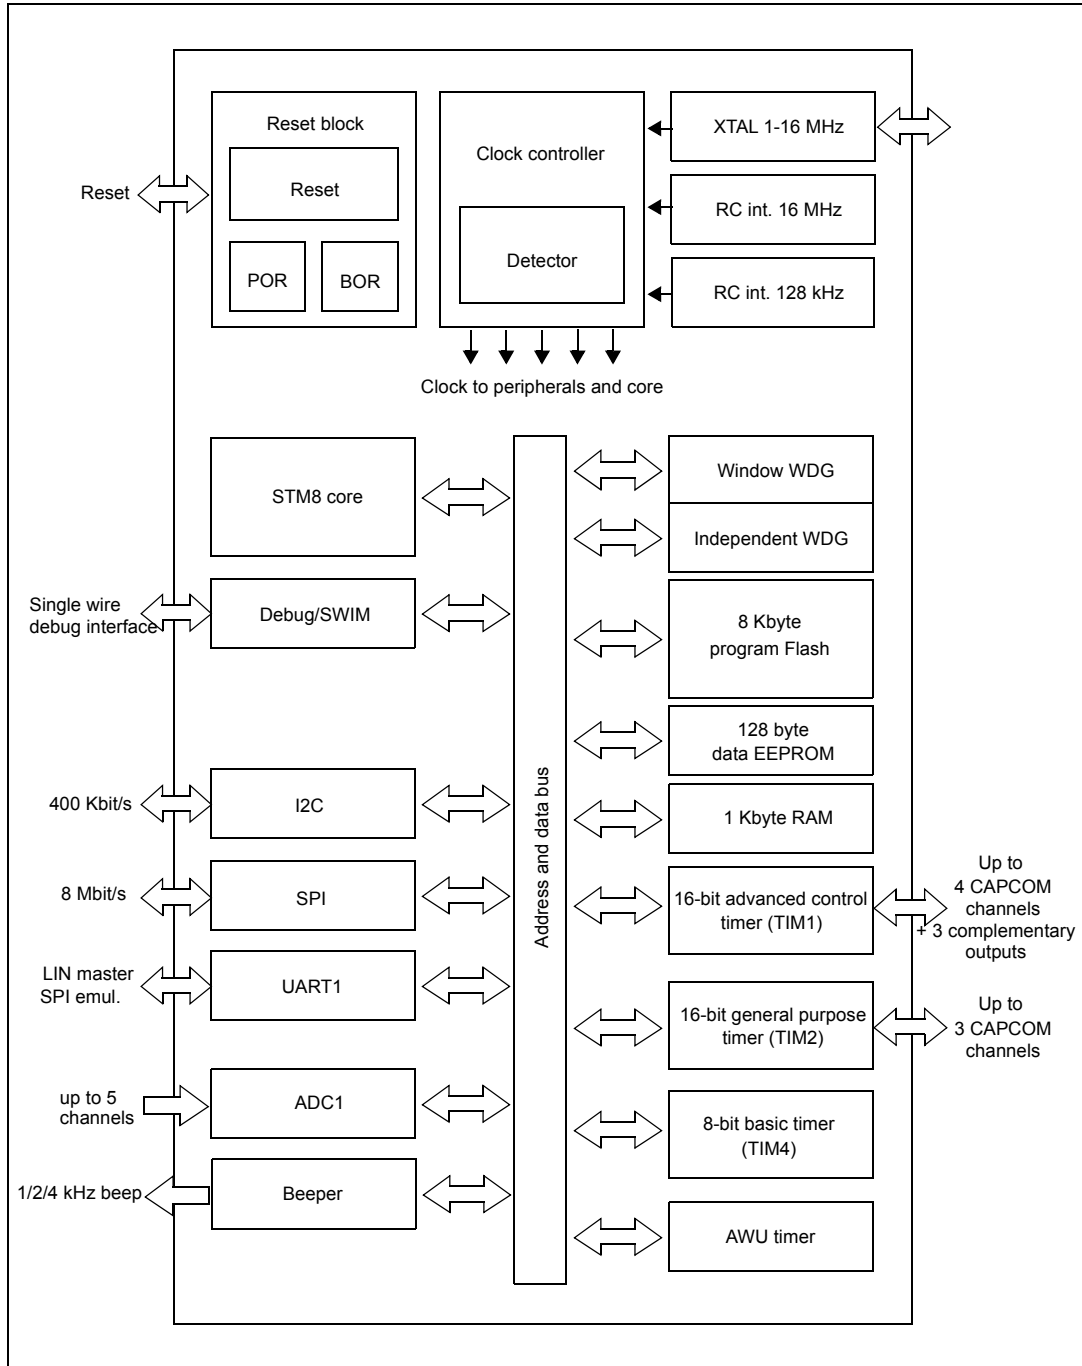 Reset block
Reset
POR
BOR
Reset
Clock controller
Detector
XTAL 1-16 MHz
RC int. 16 MHz
RC int. 128 kHz
Clock to peripherals and core
STM8 core
Single wire
debug interface
Debug/SWIM
400 Kbit/s
I2C
8 Mbit/s
SPI
LIN master
SPI emul.
UART1
up to 5
channels
ADC1
1/2/4 kHz beep
Beeper
Address and data bus
Window WDG
Independent WDG
8 Kbyte
program Flash
128 byte
data EEPROM
1 Kbyte RAM
16-bit advanced control
timer (TIM1)
Up to
4 CAPCOM
channels
+ 3 complementary
outputs
16-bit general purpose
timer (TIM2)
Up to
3 CAPCOM
channels
8-bit basic timer
(TIM4)
AWU timer